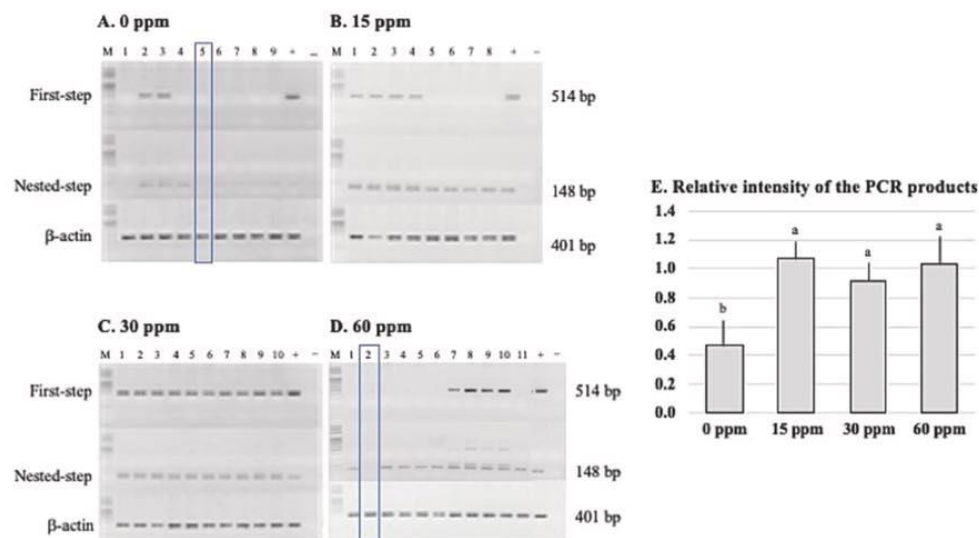 A. 0 ppm
M 1 2 3 4 5 6 7 8 9 + –
First-step
Nested-step
β-actin
B. 15 ppm
M 1 2 3 4 5 6 7 8 + –
514 bp
148 bp
401 bp
C. 30 ppm
M 1 2 3 4 5 6 7 8 9 10 + –
First-step
Nested-step
β-actin
D. 60 ppm
M 1 2 3 4 5 6 7 8 9 10 11 + –
514 bp
148 bp
401 bp
E. Relative intensity of the PCR products
1.4
1.2
1.0
0.8
0.6
0.4
0.2
0.0
b
a
a
a
0 ppm 15 ppm 30 ppm 60 ppm